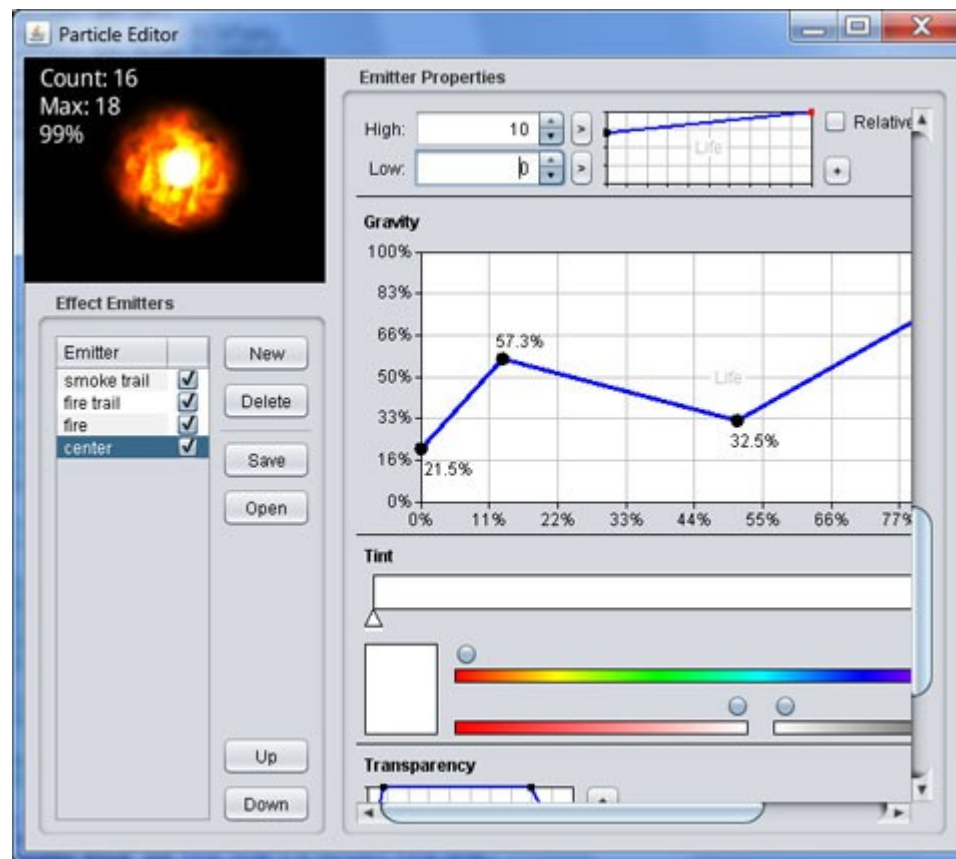 Particle Editor
Count: 16
Max: 18
99%
Emitter Properties
High:
10
>
Life
Relative
Low:
0
>
+
Gravity
100%
83%
66%
50%
33%
16%
0%
57.3%
Life
32.5%
21.5%
0%
11%
22%
33%
44%
55%
66%
77%
Effect Emitters
Emitter
smoke trail
fire trail
fire
center
New
Delete
Save
Open
Up
Down
Tint
Transparency